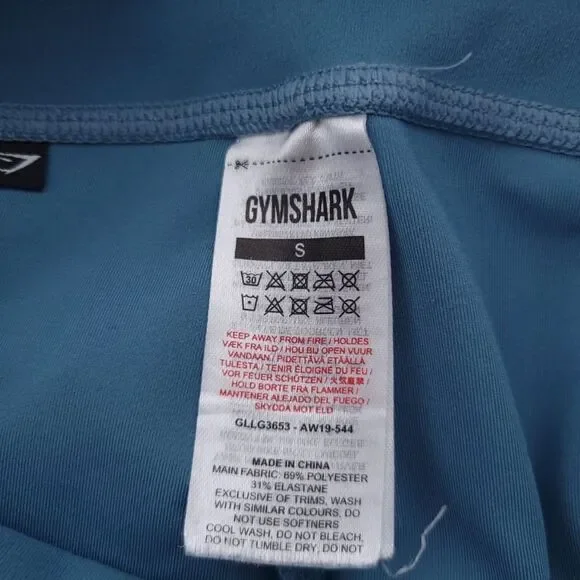 GYMSHARK
S
30
KEEP AWAY FROM FIRE / HOLDES
VÆK FRA ILD / HOU BIJ OPEN VUUR
VANDAAN / PIDETTÄVÄ ETÄÄLLÄ
TULESTA / TENIR ÉLOIGNÉ DU FEU /
VOR FEUER SCHÜTZEN / 火気厳禁 /
HOLD BORTE FRA FLAMMER /
MANTENER ALEJADO DEL FUEGO /
SKYDDA MOT ELD
GLLG3653 - AW19-544
MADE IN CHINA
MAIN FABRIC: 69% POLYESTER
31% ELASTANE
EXCLUSIVE OF TRIMS, WASH
WITH SIMILAR COLOURS, DO
NOT USE SOFTNERS
COOL WASH, DO NOT BLEACH,
DO NOT TUMBLE DRY, DO NOT